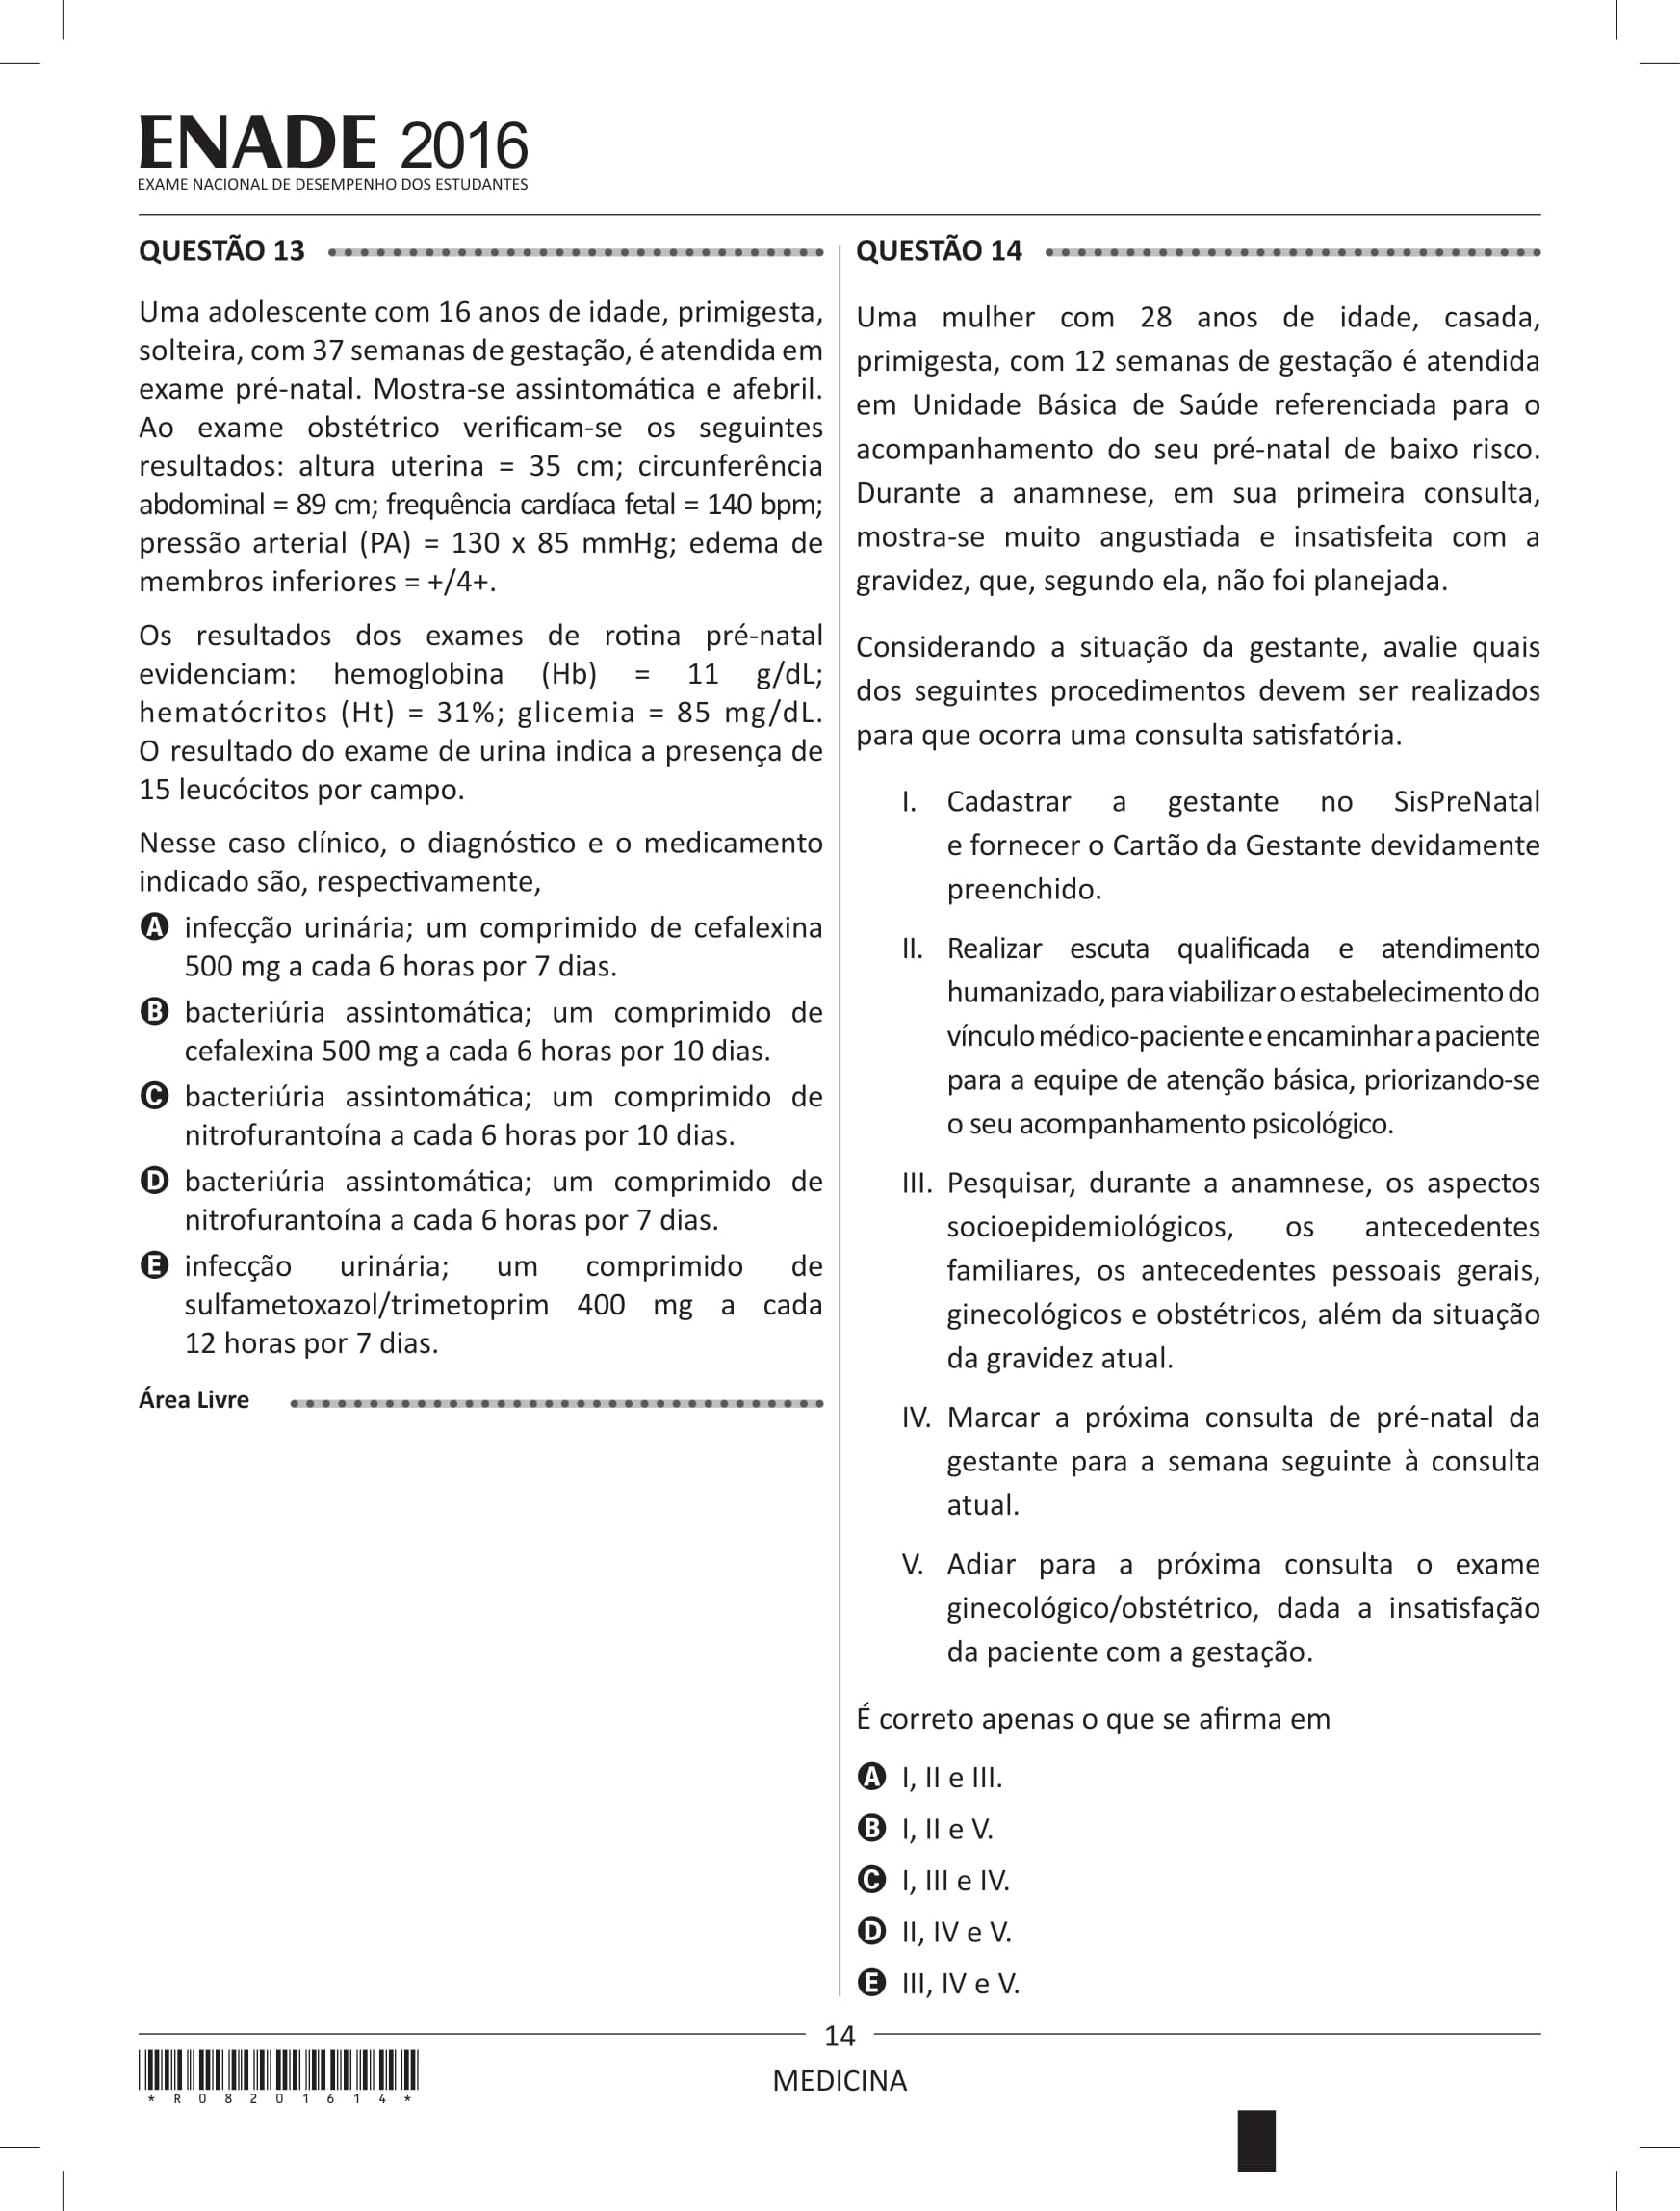 ENADE 2016
EXAME NACIONAL DE DESEMPENHO DOS ESTUDANTES
QUESTÃO 13
Uma adolescente com 16 anos de idade, primigesta,
solteira, com 37 semanas de gestação, é atendida em
exame pré-natal. Mostra-se assintomática e afebril.
Ao exame obstétrico verificam-se os seguintes
resultados: altura uterina = 35 cm; circunferência
abdominal = 89 cm; frequência cardíaca fetal = 140 bpm;
pressão arterial (PA) = 130 x 85 mmHg; edema de
membros inferiores = +/4+.
Os resultados dos exames de rotina pré-natal
evidenciam: hemoglobina (Hb) = 11 g/dL;
hematócritos (Ht) = 31%; glicemia = 85 mg/dL.
O resultado do exame de urina indica a presença de
15 leucócitos por campo.
Nesse caso clínico, o diagnóstico e o medicamento
indicado são, respectivamente,
A infecção urinária; um comprimido de cefalexina
500 mg a cada 6 horas por 7 dias.
B bacteriúria assintomática; um comprimido de
cefalexina 500 mg a cada 6 horas por 10 dias.
C bacteriúria assintomática; um comprimido de
nitrofurantoína a cada 6 horas por 10 dias.
D bacteriúria assintomática; um comprimido de
nitrofurantoína a cada 6 horas por 7 dias.
E infecção urinária; um comprimido de
sulfametoxazol/trimetoprim 400 mg a cada
12 horas por 7 dias.
Área Livre
QUESTÃO 14
Uma mulher com 28 anos de idade, casada,
primigesta, com 12 semanas de gestação é atendida
em Unidade Básica de Saúde referenciada para o
acompanhamento do seu pré-natal de baixo risco.
Durante a anamnese, em sua primeira consulta,
mostra-se muito angustiada e insatisfeita com a
gravidez, que, segundo ela, não foi planejada.
Considerando a situação da gestante, avalie quais
dos seguintes procedimentos devem ser realizados
para que ocorra uma consulta satisfatória.
I. Cadastrar a gestante no SisPreNatal
e fornecer o Cartão da Gestante devidamente
preenchido.
II. Realizar escuta qualificada e atendimento
humanizado, para viabilizar o estabelecimento do
vínculo médico-paciente e encaminhar a paciente
para a equipe de atenção básica, priorizando-se
o seu acompanhamento psicológico.
III. Pesquisar, durante a anamnese, os aspectos
socioepidemiológicos, os antecedentes
familiares, os antecedentes pessoais gerais,
ginecológicos e obstétricos, além da situação
da gravidez atual.
IV. Marcar a próxima consulta de pré-natal da
gestante para a semana seguinte à consulta
atual.
V. Adiar para a próxima consulta o exame
ginecológico/obstétrico, dada a insatisfação
da paciente com a gestação.
É correto apenas o que se afirma em
A I, II e III.
B I, II e V.
C I, III e IV.
D II, IV e V.
E III, IV e V.
14
MEDICINA
*R08201614*